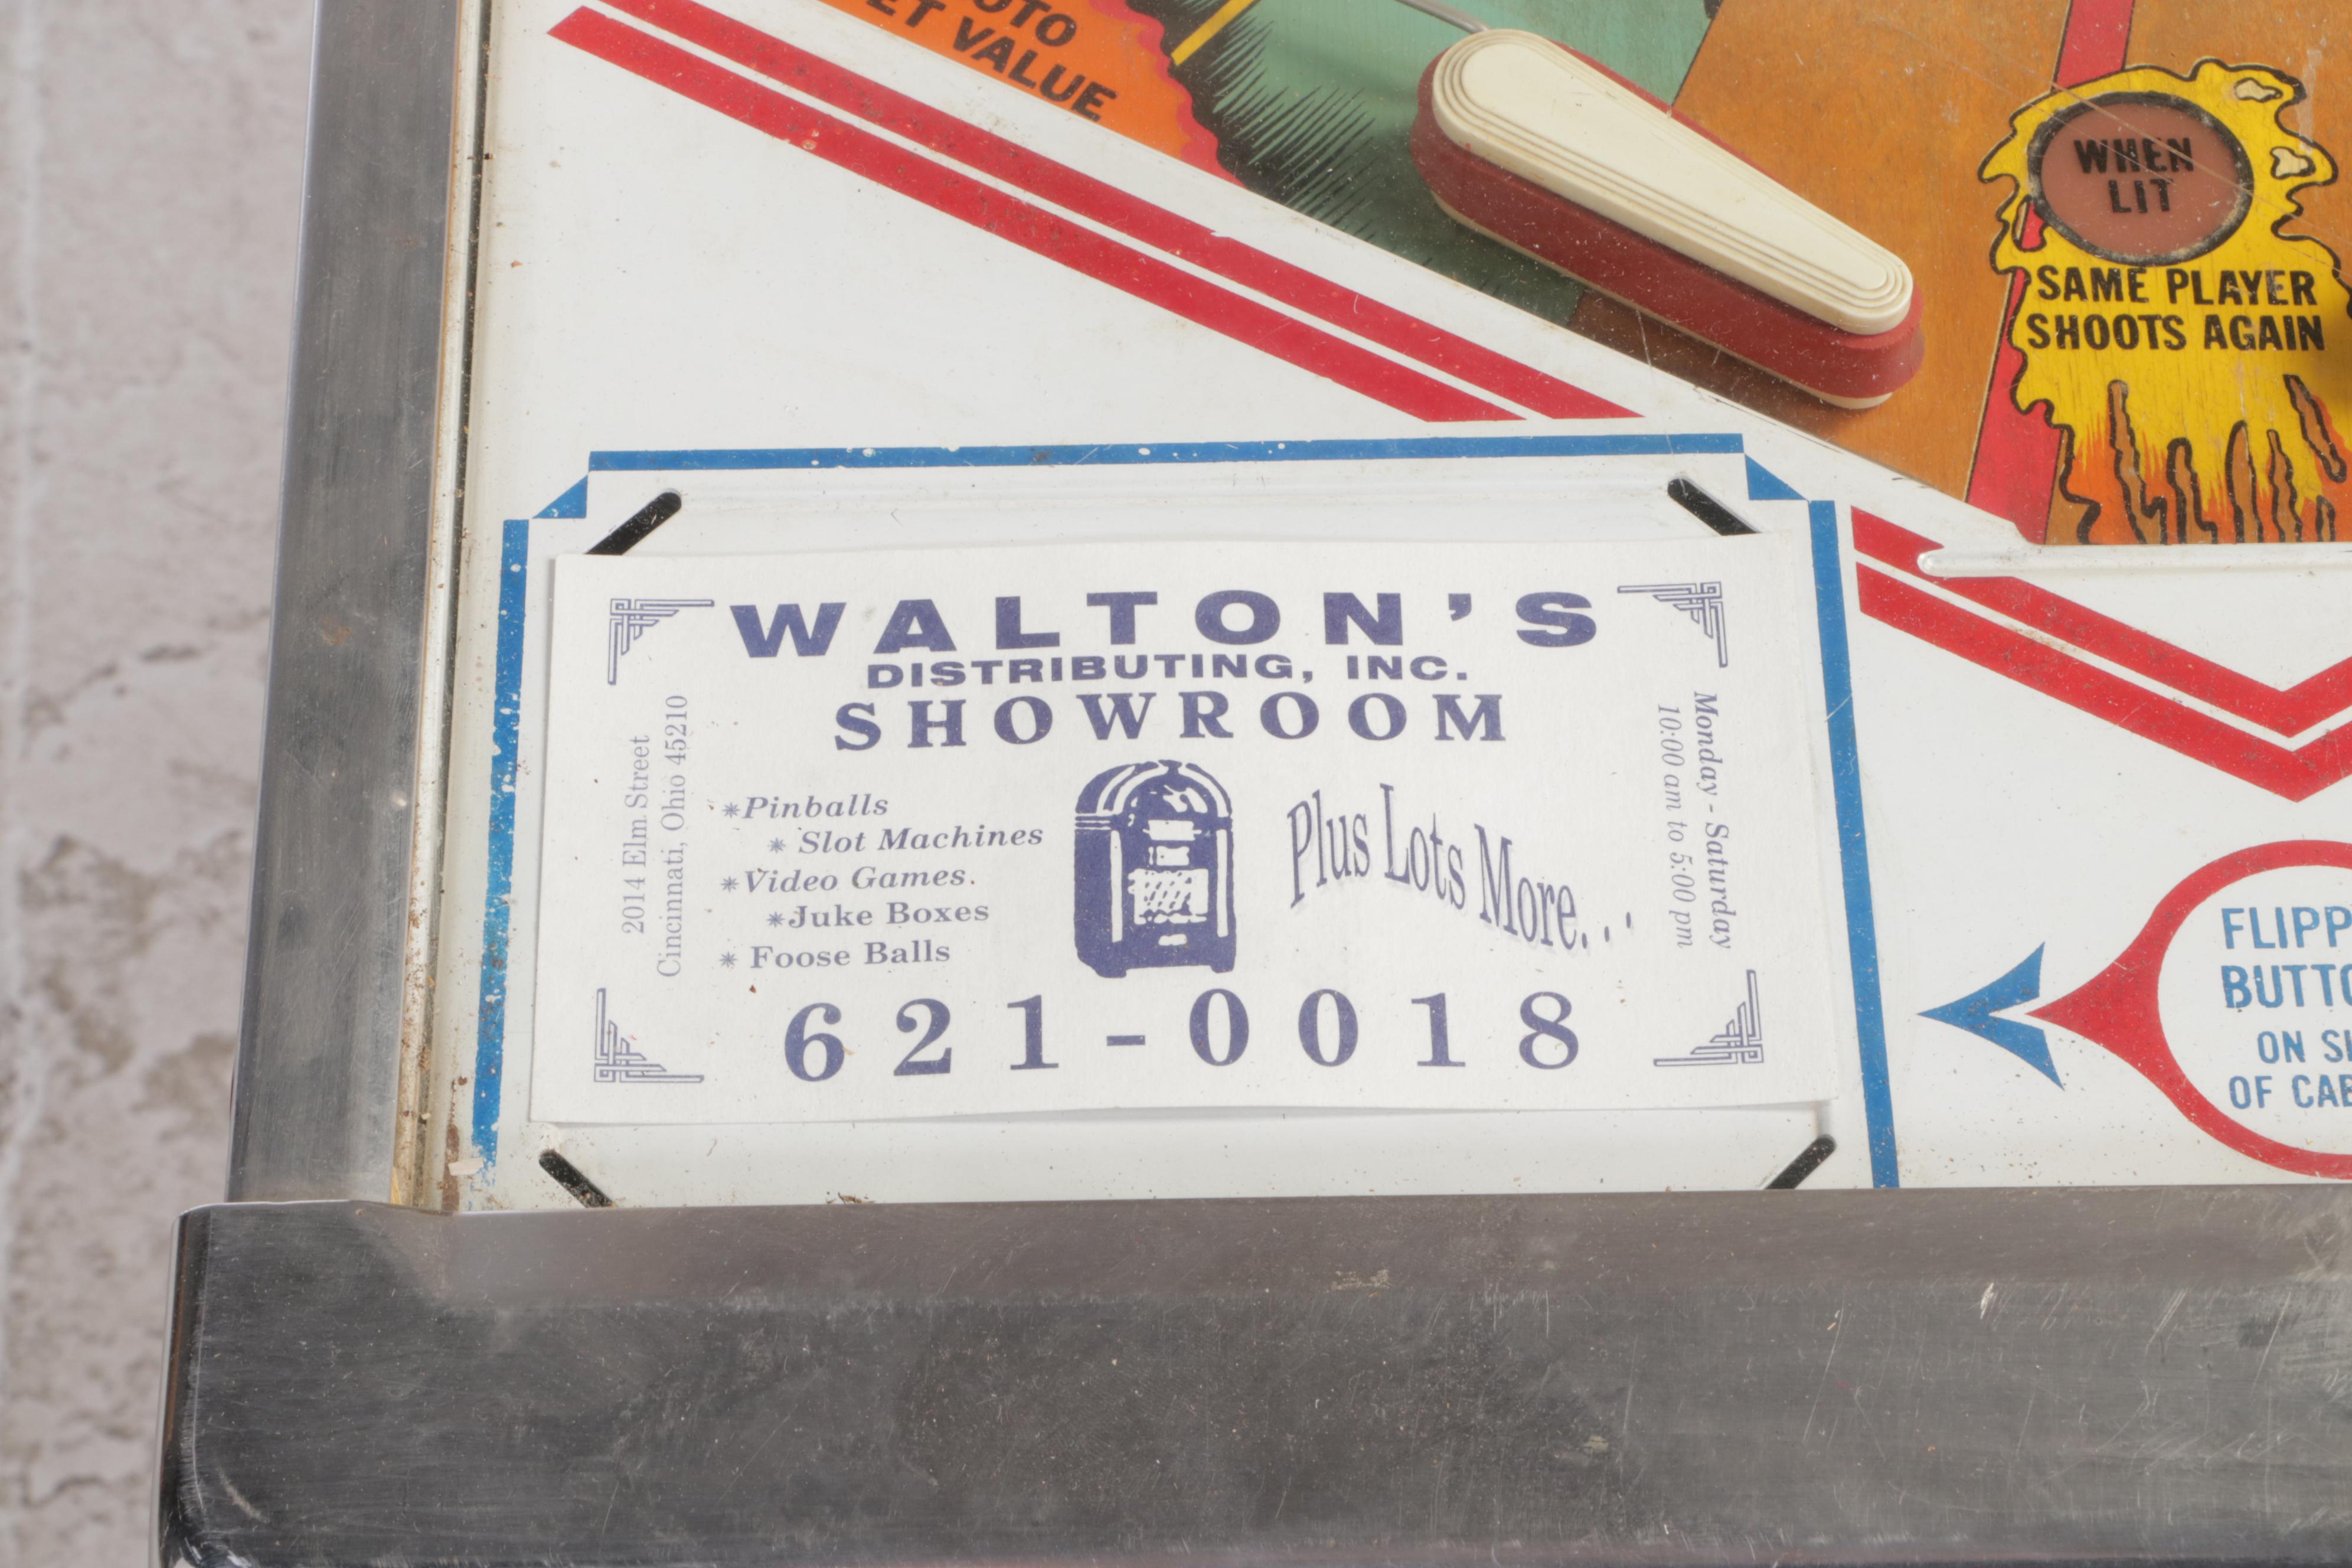 OTO
ET VALUE
WHEN
LIT
SAME PLAYER
SHOOTS AGAIN
WALTON'S
DISTRIBUTING, INC.
SHOWROOM
2014 Elm Street
Cincinnati, Ohio 45210
*Pinballs
* Slot Machines
*Video Games
*Juke Boxes
* Foose Balls
Plus Lots More...
Monday - Saturday
10:00 am to 5:00 pm
621-0018
FLIPP
BUTTO
ON SI
OF CAB